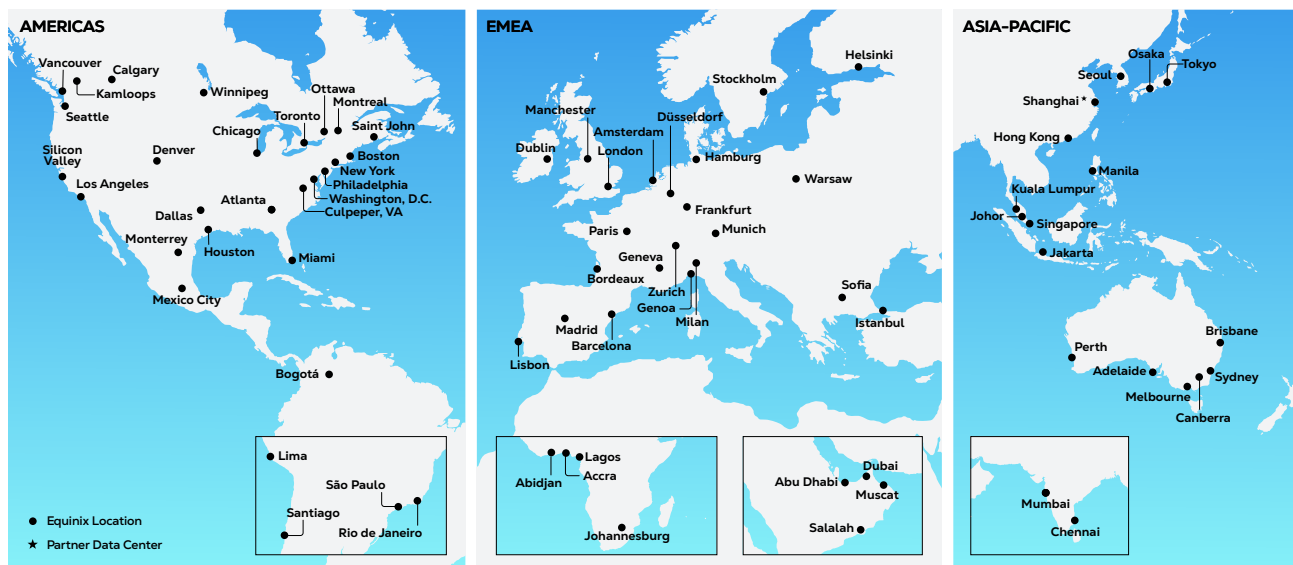 AMERICAS
Vancouver
Calgary
Kamloops
Seattle
Winnipeg
Ottawa
Montreal
Toronto
Chicago
Saint John
Silicon
Valley
Denver
Boston
New York
Philadelphia
Washington, D.C.
Culpeper, VA
Los Angeles
Atlanta
Dallas
Monterrey
Houston
Miami
Mexico City
Bogotá
Lima
São Paulo
Santiago
Rio de Janeiro
Equinix Location
★ Partner Data Center
EMEA
Helsinki
Stockholm
Manchester
Düsseldorf
Amsterdam
Dublin
London
Hamburg
Warsaw
Frankfurt
Paris
Munich
Geneva
Bordeaux
Zurich
Genoa
Milan
Sofia
Istanbul
Madrid
Barcelona
Lisbon
Lagos
Abidjan
Accra
Johannesburg
Dubai
Abu Dhabi
Muscat
Salalah
ASIA-PACIFIC
Osaka
Tokyo
Seoul
Shanghai★
Hong Kong
Manila
Kuala Lumpur
Johor
Singapore
Jakarta
Brisbane
Perth
Adelaide
Sydney
Melbourne
Canberra
Mumbai
Chennai